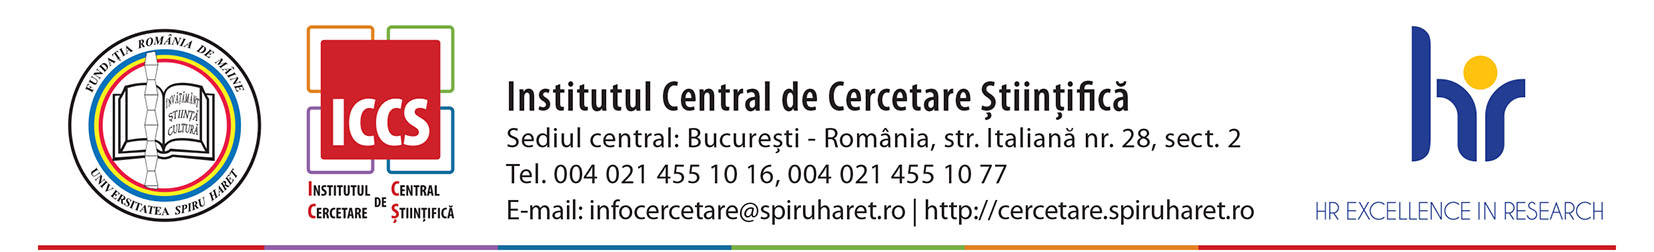 FUNDAȚIA ROMÂNIA DE MÂINE
ÎNVĂȚĂMÂNT
ȘTIINȚĂ
CULTURĂ
UNIVERSITATEA SPIRU HARET
ICCS
INSTITUTUL CENTRAL
DE
CERCETARE ȘTIINȚIFICĂ
Institutul Central de Cercetare Științifică
Sediul central: București - România, str. Italiană nr. 28, sect. 2
Tel. 004 021 455 10 16, 004 021 455 10 77
E-mail: infocercetare@spiruharet.ro | http://cercetare.spiruharet.ro
hr
HR EXCELLENCE IN RESEARCH